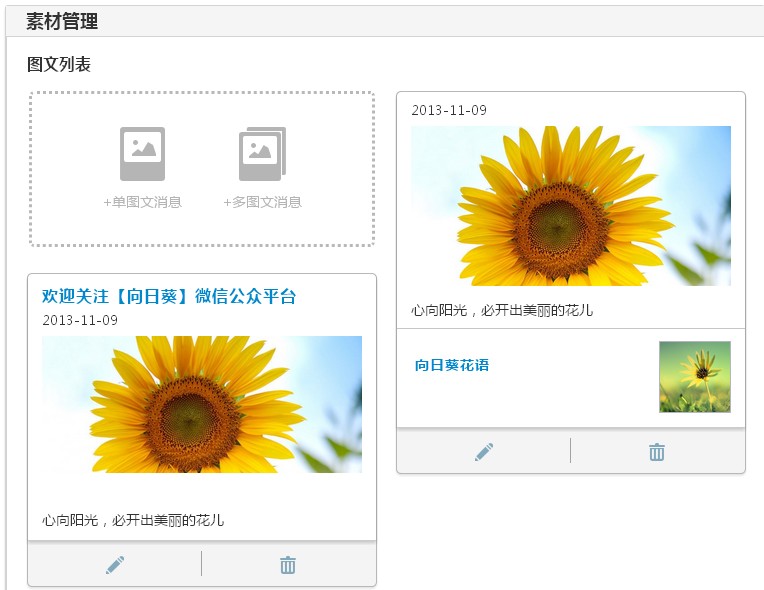 素材管理
图文列表
+单图文消息
+多图文消息
欢迎关注【向日葵】微信公众平台
2013-11-09
心向阳光，必开出美丽的花儿
2013-11-09
心向阳光，必开出美丽的花儿
向日葵花语